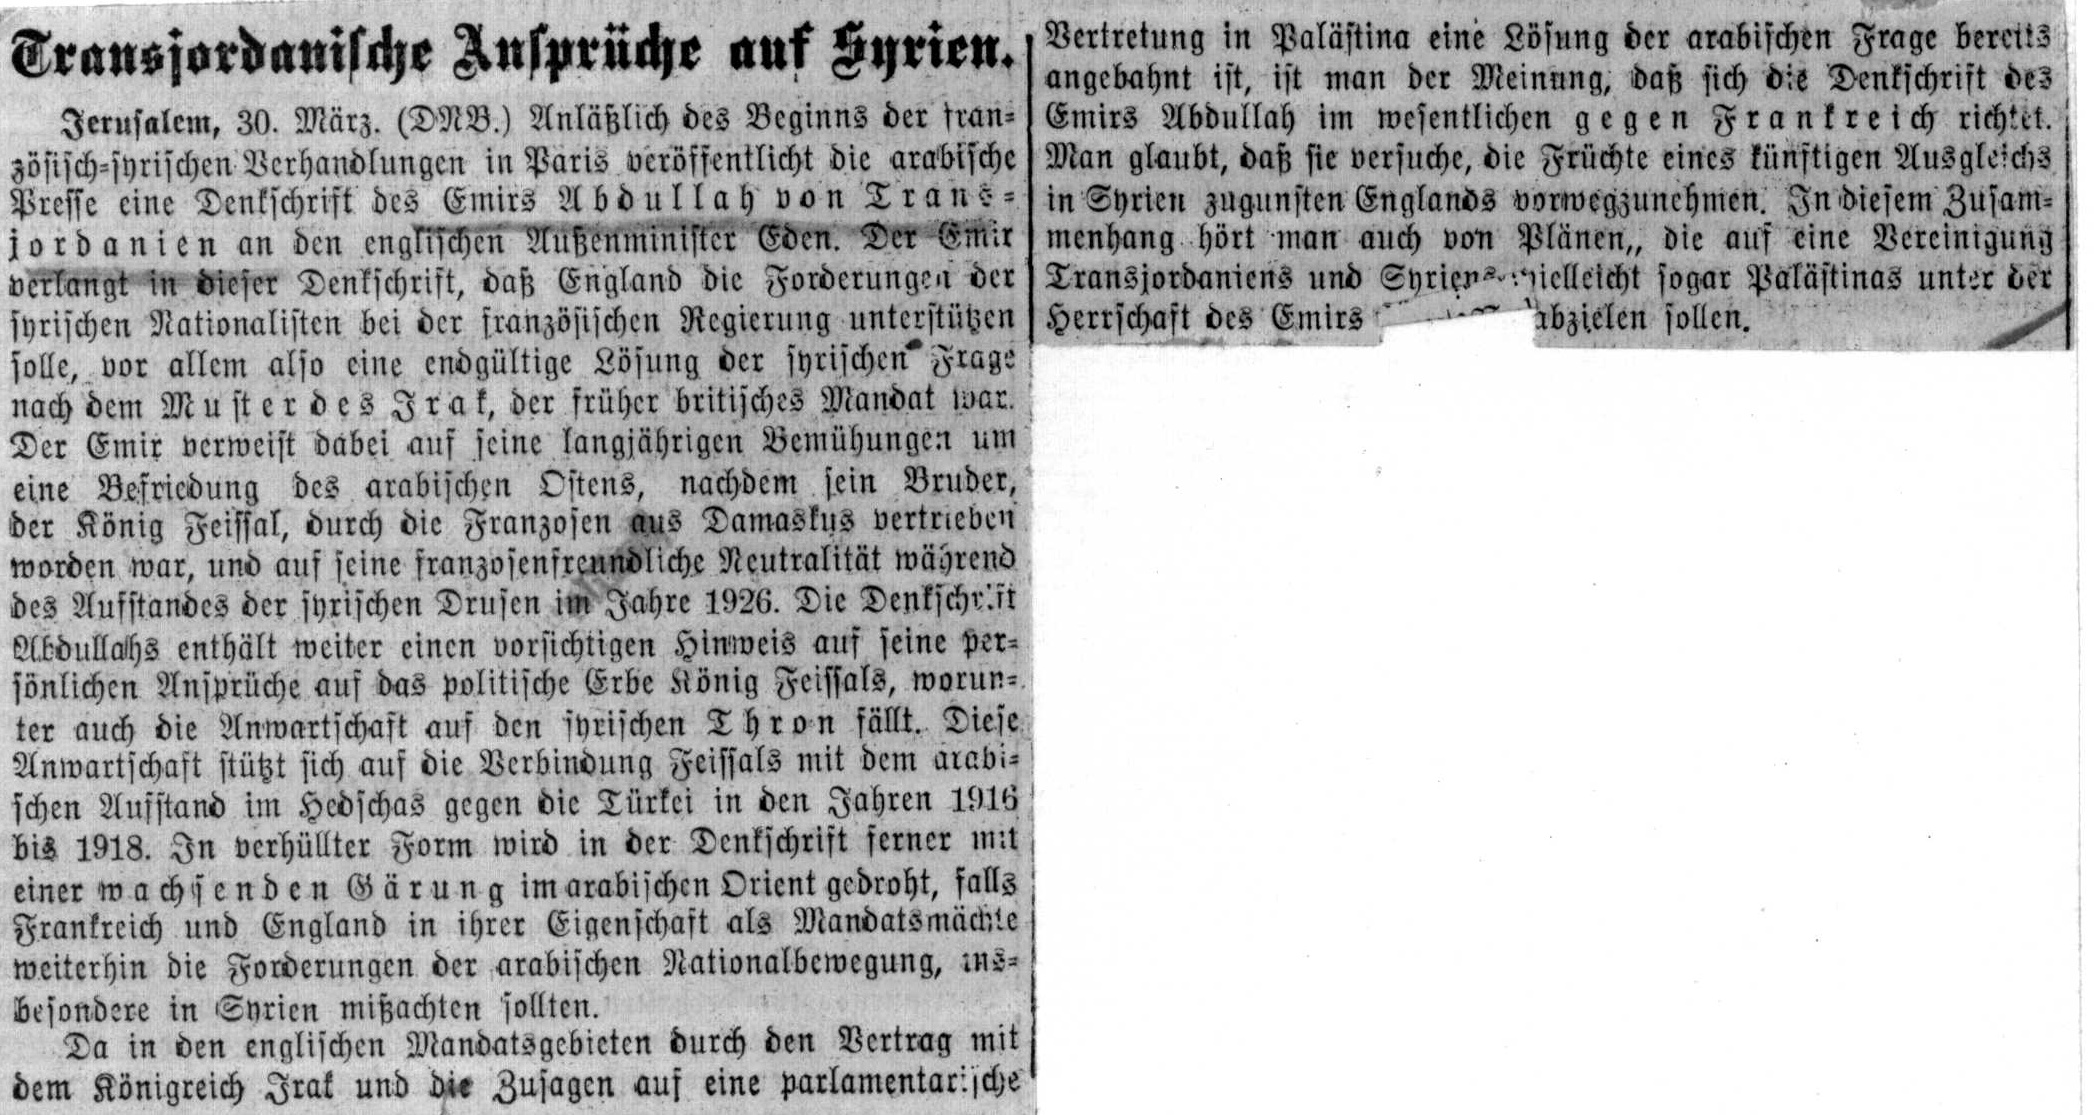 Transjordanische Ansprüche auf Syrien.
Jerusalem, 30. März. (DNB.) Anläßlich des Beginns der fran-
zösisch-syrischen Verhandlungen in Paris veröffentlicht die arabische
Presse eine Denkschrift des Emirs Abdullah von Trans-
jordanien an den englischen Außenminister Eden. Der Emir
verlangt in dieser Denkschrift, daß England die Forderungen der
syrischen Nationalisten bei der französischen Regierung unterstützen
solle, vor allem also eine endgültige Lösung der syrischen Frage
nach dem Muster des Irak, der früher britisches Mandat war.
Der Emir verweist dabei auf seine langjährigen Bemühungen um
eine Befriedung des arabischen Ostens, nachdem sein Bruder,
der König Feissal, durch die Franzosen aus Damaskus vertrieben
worden war, und auf seine franzosenfreundliche Neutralität während
des Aufstandes der syrischen Drusen im Jahre 1926. Die Denkschrift
Abdullahs enthält weiter einen vorsichtigen Hinweis auf seine per-
sönlichen Ansprüche auf das politische Erbe König Feissals, worun-
ter auch die Anwartschaft auf den syrischen Thron fällt. Diese
Anwartschaft stützt sich auf die Verbindung Feissals mit dem arabi-
schen Aufstand im Hedschas gegen die Türkei in den Jahren 1916
bis 1918. In verhüllter Form wird in der Denkschrift ferner mit
einer wachsenden Gärung im arabischen Orient gedroht, falls
Frankreich und England in ihrer Eigenschaft als Mandatsmächte
weiterhin die Forderungen der arabischen Nationalbewegung, ins-
besondere in Syrien mißachten sollten.
Da in den englischen Mandatsgebieten durch den Vertrag mit
dem Königreich Irak und die Zusagen auf eine parlamentarische
Vertretung in Palästina eine Lösung der arabischen Frage bereits
angebahnt ist, ist man der Meinung, daß sich die Denkschrift des
Emirs Abdullah im wesentlichen gegen Frankreich richtet.
Man glaubt, daß sie versuche, die Früchte eines künftigen Ausgleichs
in Syrien zugunsten Englands vorwegzunehmen. In diesem Zusam-
menhang hört man auch von Plänen,, die auf eine Vereinigung
Transjordaniens und Syriens vielleicht sogar Palästinas unter der
Herrschaft des Emirs abzielen sollen.